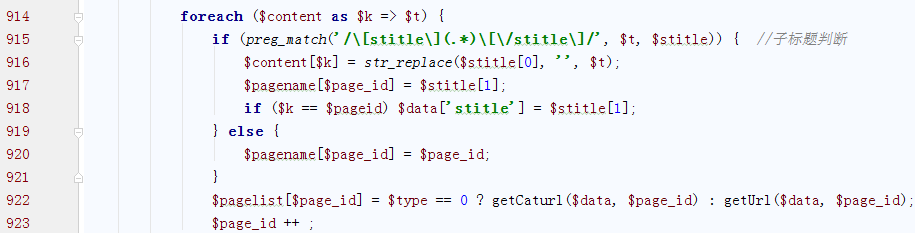 914 foreach ($content as $k => $t) {
915 if (preg_match('/\[stitle\](.*)\[\/stitle\]/', $t, $stitle)) { //子标题判断
916 $content[$k] = str_replace($stitle[0], '', $t);
917 $pagename[$page_id] = $stitle[1];
918 if ($k == $pageid) $data['stitle'] = $stitle[1];
919 } else {
920 $pagename[$page_id] = $page_id;
921 }
922 $pagelist[$page_id] = $type == 0 ? getCaturl($data, $page_id) : getUrl($data, $page_id);
923 $page_id ++ ;